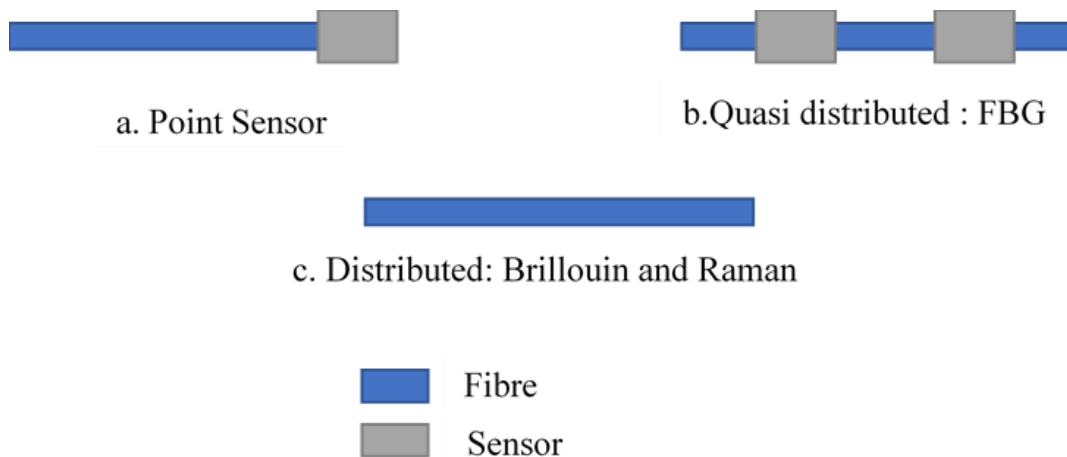 a. Point Sensor
b.Quasi distributed : FBG
c. Distributed: Brillouin and Raman
Fibre
Sensor